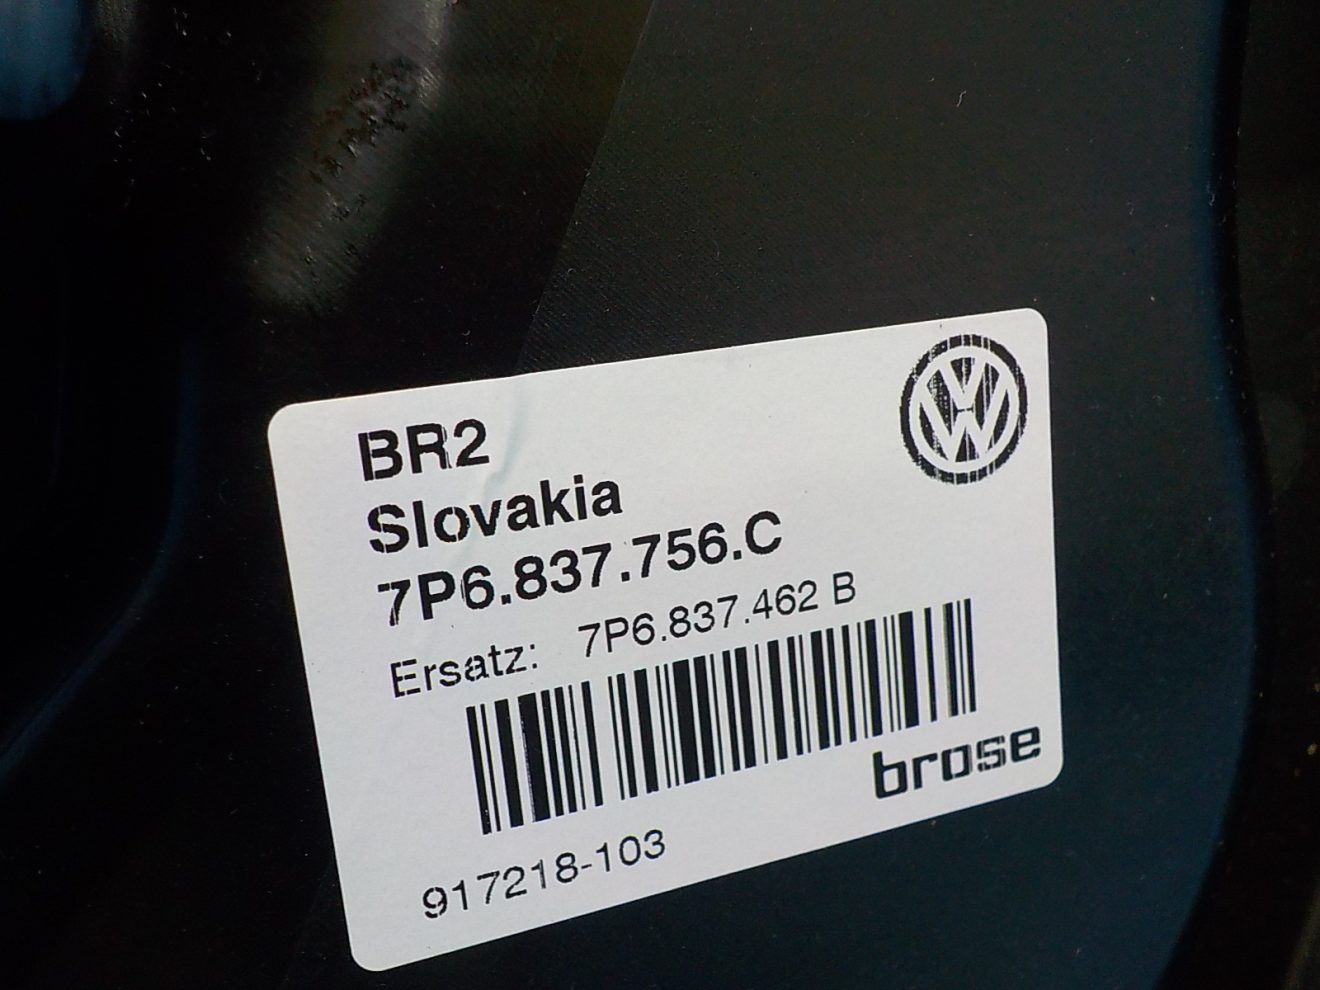 BR2
Slovakia
7P6.837.756.C
Ersatz: 7P6.837.462 B
brose
917218-103